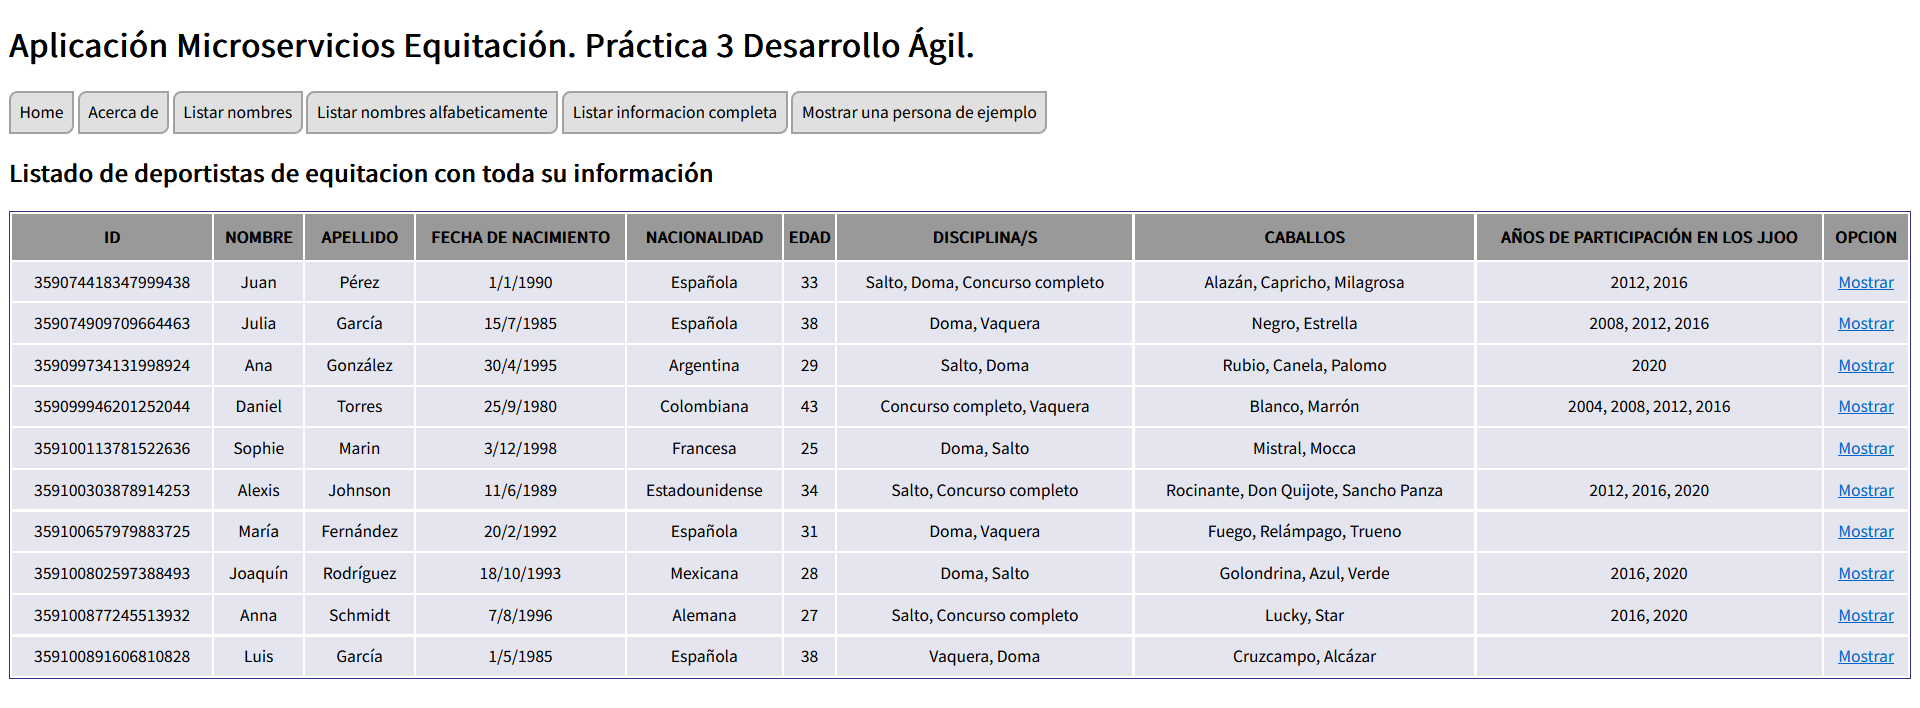 Aplicación Microservicios Equitación. Práctica 3 Desarrollo Ágil.
Home Acerca de Listar nombres Listar nombres alfabeticamente Listar informacion completa Mostrar una persona de ejemplo
Listado de deportistas de equitacion con toda su información
ID NOMBRE APELLIDO FECHA DE NACIMIENTO NACIONALIDAD EDAD DISCIPLINA/S CABALLOS AÑOS DE PARTICIPACIÓN EN LOS JJOO OPCION
359074418347999438 Juan Pérez 1/1/1990 Española 33 Salto, Doma, Concurso completo Alazán, Capricho, Milagrosa 2012, 2016 Mostrar
359074909709664463 Julia García 15/7/1985 Española 38 Doma, Vaquera Negro, Estrella 2008, 2012, 2016 Mostrar
359099734131998924 Ana González 30/4/1995 Argentina 29 Salto, Doma Rubio, Canela, Palomo 2020 Mostrar
359099946201252044 Daniel Torres 25/9/1980 Colombiana 43 Concurso completo, Vaquera Blanco, Marrón 2004, 2008, 2012, 2016 Mostrar
359100113781522636 Sophie Marin 3/12/1998 Francesa 25 Doma, Salto Mistral, Mocca Mostrar
359100303878914253 Alexis Johnson 11/6/1989 Estadounidense 34 Salto, Concurso completo Rocinante, Don Quijote, Sancho Panza 2012, 2016, 2020 Mostrar
359100657979883725 María Fernández 20/2/1992 Española 31 Doma, Vaquera Fuego, Relámpago, Trueno Mostrar
359100802597388493 Joaquín Rodríguez 18/10/1993 Mexicana 28 Doma, Salto Golondrina, Azul, Verde 2016, 2020 Mostrar
359100877245513932 Anna Schmidt 7/8/1996 Alemana 27 Salto, Concurso completo Lucky, Star 2016, 2020 Mostrar
359100891606810828 Luis García 1/5/1985 Española 38 Vaquera, Doma Cruzcampo, Alcázar Mostrar